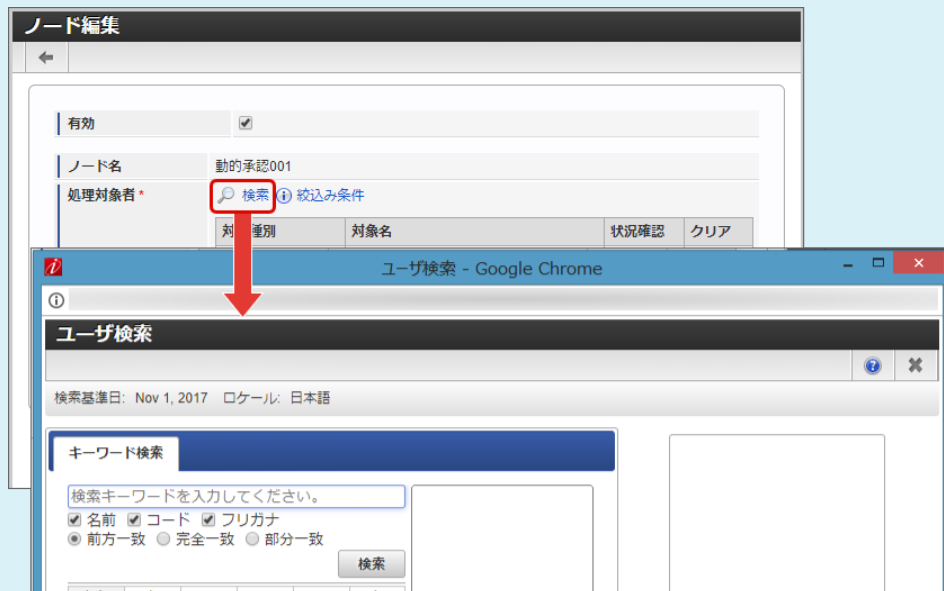 ノード編集
有効
ノード名 動的承認001
処理対象者* 検索 絞込み条件
対 種別 対象名 状況確認 クリア
ユーザ検索 - Google Chrome
ユーザ検索
検索基準日: Nov 1, 2017 ロケール: 日本語
キーワード検索
検索キーワードを入力してください。
名前 コード フリガナ
前方一致 完全一致 部分一致
検索